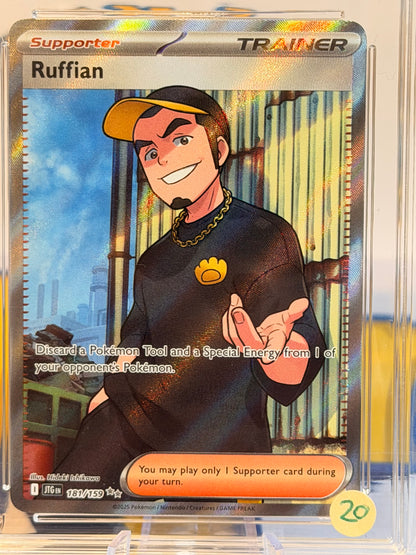 Supporter
TRAINER
Ruffian
Discard a Pokémon Tool and a Special Energy from 1 of
your opponent's Pokémon.
Illus. Hideki Ishikawa
I JTG EN 181/159 ★★
You may play only 1 Supporter card during
your turn.
©2025 Pokémon / Nintendo / Creatures / GAME FREAK
20